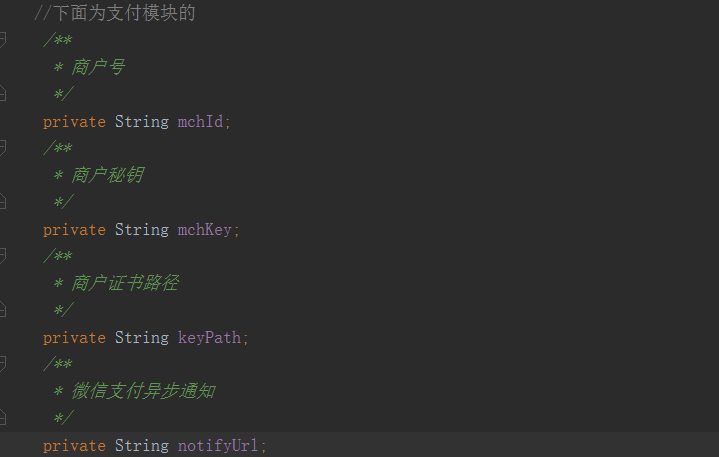 //下面为支付模块的
/**
* 商户号
*/
private String mchId;
/**
* 商户秘钥
*/
private String mchKey;
/**
* 商户证书路径
*/
private String keyPath;
/**
* 微信支付异步通知
*/
private String notifyUrl;